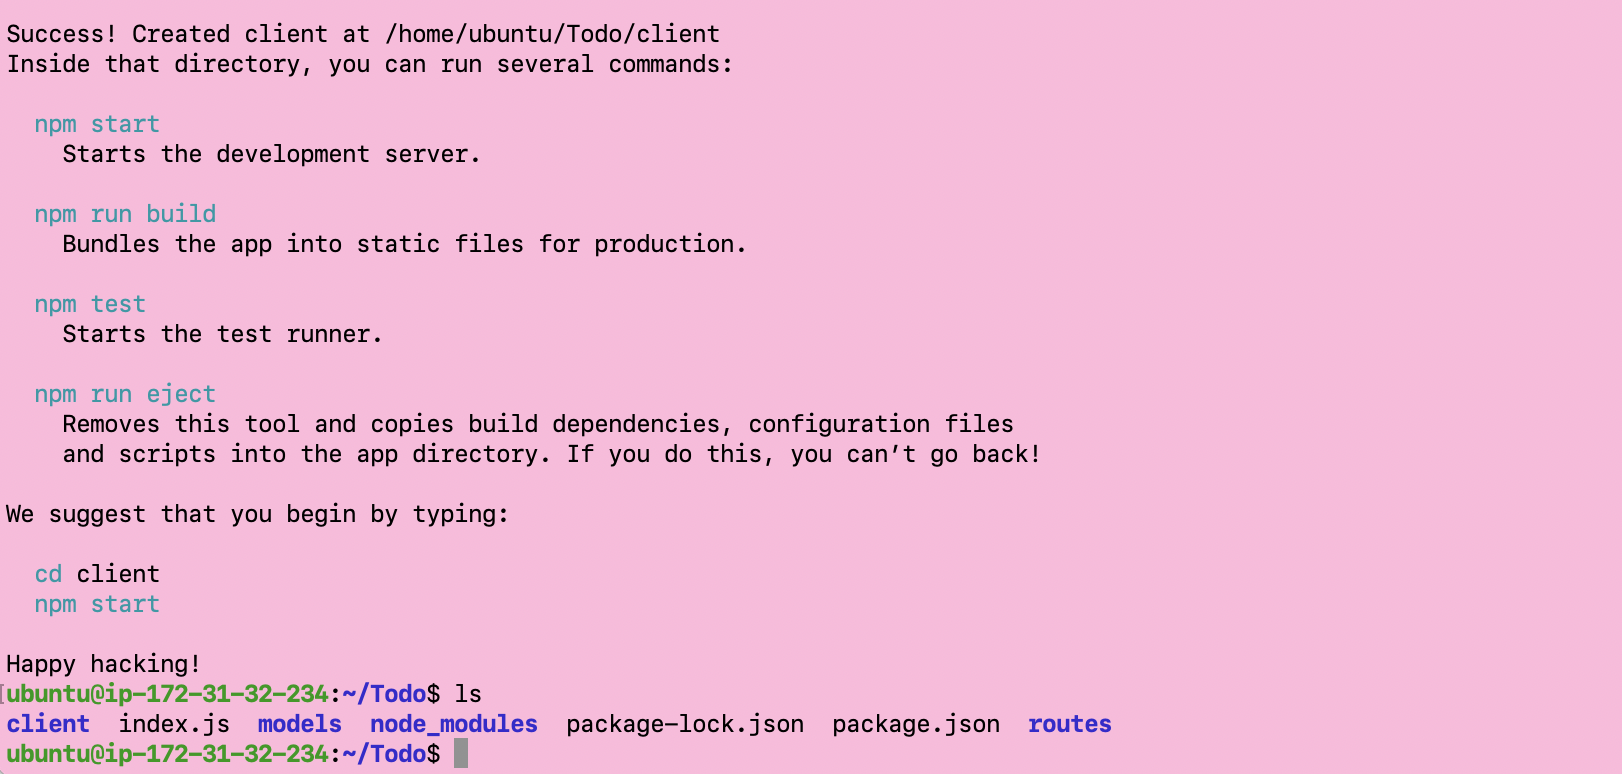 Success! Created client at /home/ubuntu/Todo/client
Inside that directory, you can run several commands:
npm start
Starts the development server.
npm run build
Bundles the app into static files for production.
npm test
Starts the test runner.
npm run eject
Removes this tool and copies build dependencies, configuration files
and scripts into the app directory. If you do this, you can’t go back!
We suggest that you begin by typing:
cd client
npm start
Happy hacking!
[ubuntu@ip-172-31-32-234:~/Todo$ ls
client index.js models node_modules package-lock.json package.json routes
ubuntu@ip-172-31-32-234:~/Todo$